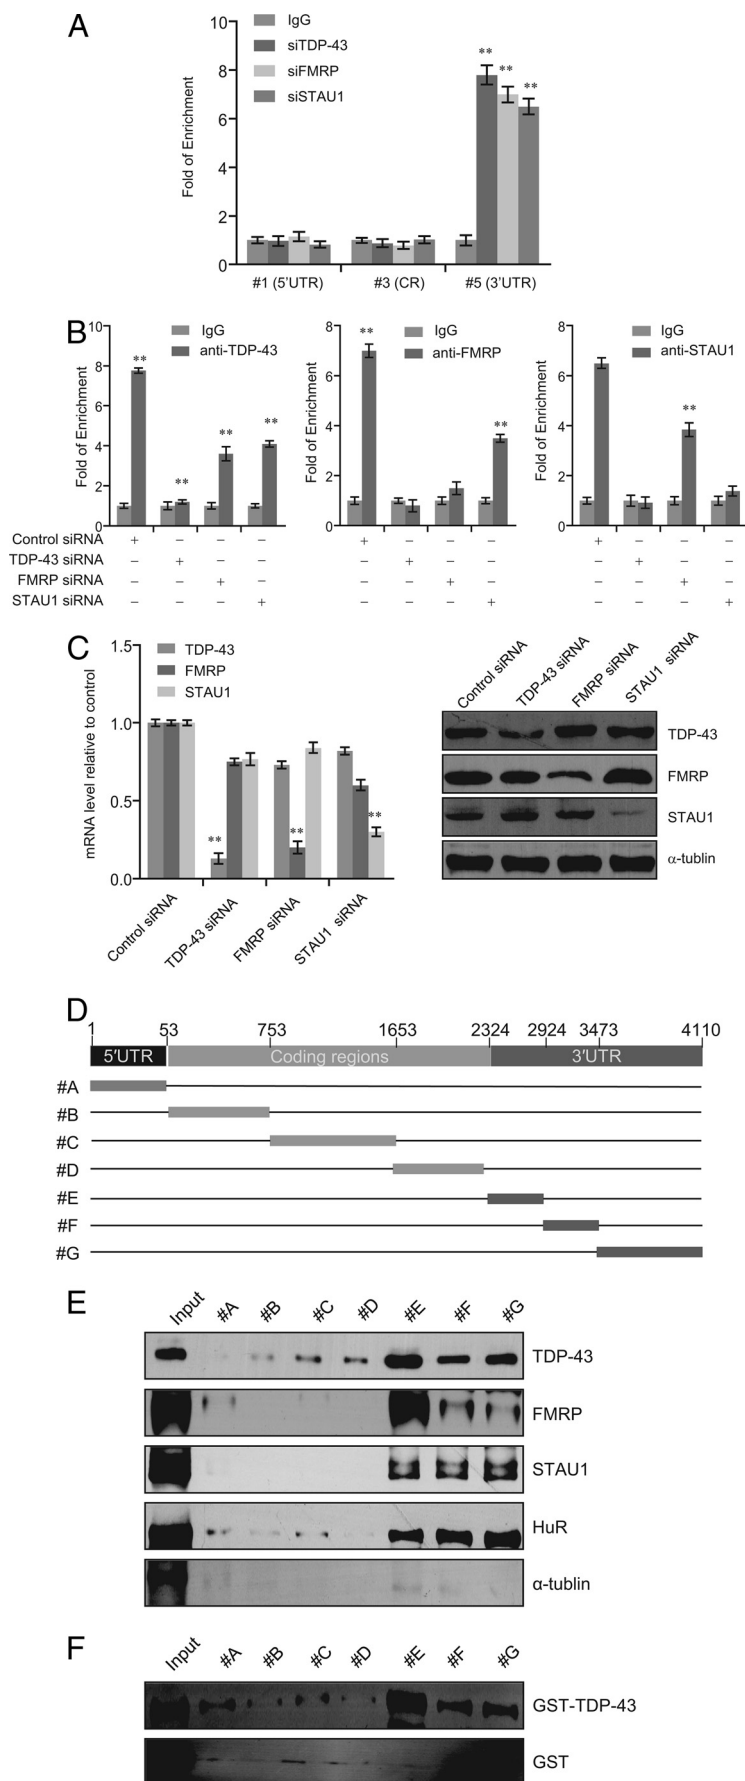 A
Fold of Enrichment
10
8
6
4
2
0
IgG
siTDP-43
siFMRP
siSTAU1
** ** **
#1 (5'UTR) #3 (CR) #5 (3'UTR)
B
Fold of Enrichment
10
8
6
4
2
0
IgG
anti-TDP-43
** ** ** **
Fold of Enrichment
8
6
4
2
0
IgG
anti-FMRP
** **
Fold of Enrichment
8
6
4
2
0
IgG
anti-STAU1
**
Control siRNA + – – – + – – – + – – –
TDP-43 siRNA – + – – – + – – – + – –
FMRP siRNA – – + – – – + – – – + –
STAU1 siRNA – – – + – – – + – – – +
C
mRNA level relative to control
1.5
1.0
0.5
0.0
TDP-43
FMRP
STAU1
** ** **
Control siRNA TDP-43 siRNA FMRP siRNA STAU1 siRNA
Control siRNA TDP-43 siRNA FMRP siRNA STAU1 siRNA
TDP-43
FMRP
STAU1
α-tublin
D
1 53 753 1653 2324 2924 3473 4110
5'UTR Coding regions 3'UTR
#A
#B
#C
#D
#E
#F
#G
E
Input #A #B #C #D #E #F #G
TDP-43
FMRP
STAU1
HuR
α-tublin
F
Input #A #B #C #D #E #F #G
GST-TDP-43
GST